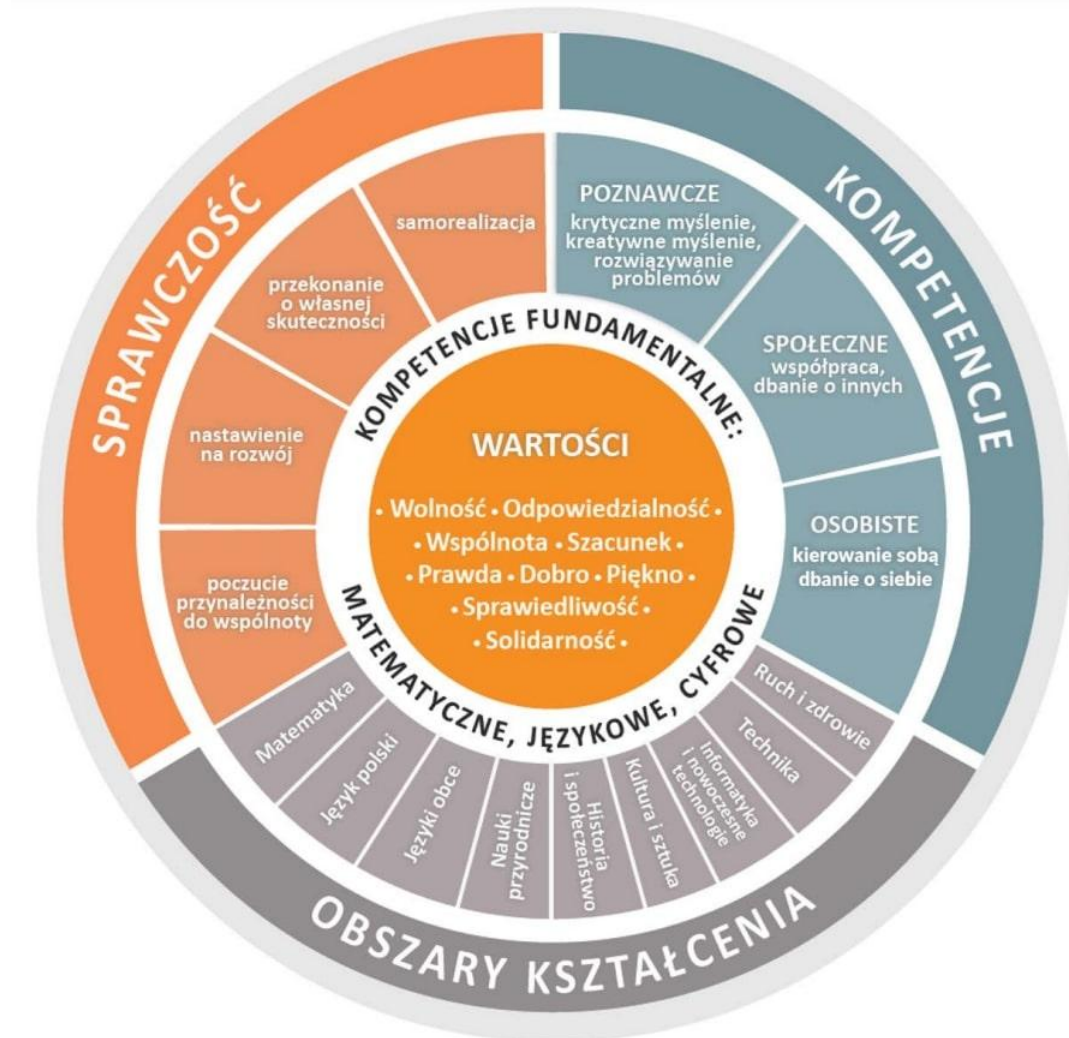 SPRAWCZOŚĆ
samorealizacja
przekonanie
o własnej
skuteczności
nastawienie
na rozwój
poczucie
przynależności
do wspólnoty
KOMPETENCJE
POZNAWCZE
krytyczne myślenie,
kreatywne myślenie,
rozwiązywanie
problemów
SPOŁECZNE
współpraca,
dbanie o innych
OSOBISTE
kierowanie sobą
dbanie o siebie
KOMPETENCJE FUNDAMENTALNE:
MATEMATYCZNE, JĘZYKOWE, CYFROWE
WARTOŚCI
• Wolność • Odpowiedzialność •
• Wspólnota • Szacunek •
• Prawda • Dobro • Piękno •
• Sprawiedliwość •
• Solidarność •
Matematyka
Język polski
Języki obce
Nauki
przyrodnicze
Historia
i społeczeństwo
Kultura i sztuka
Informatyka
i nowoczesne
technologie
Technika
Ruch i zdrowie
OBSZARY KSZTAŁCENIA